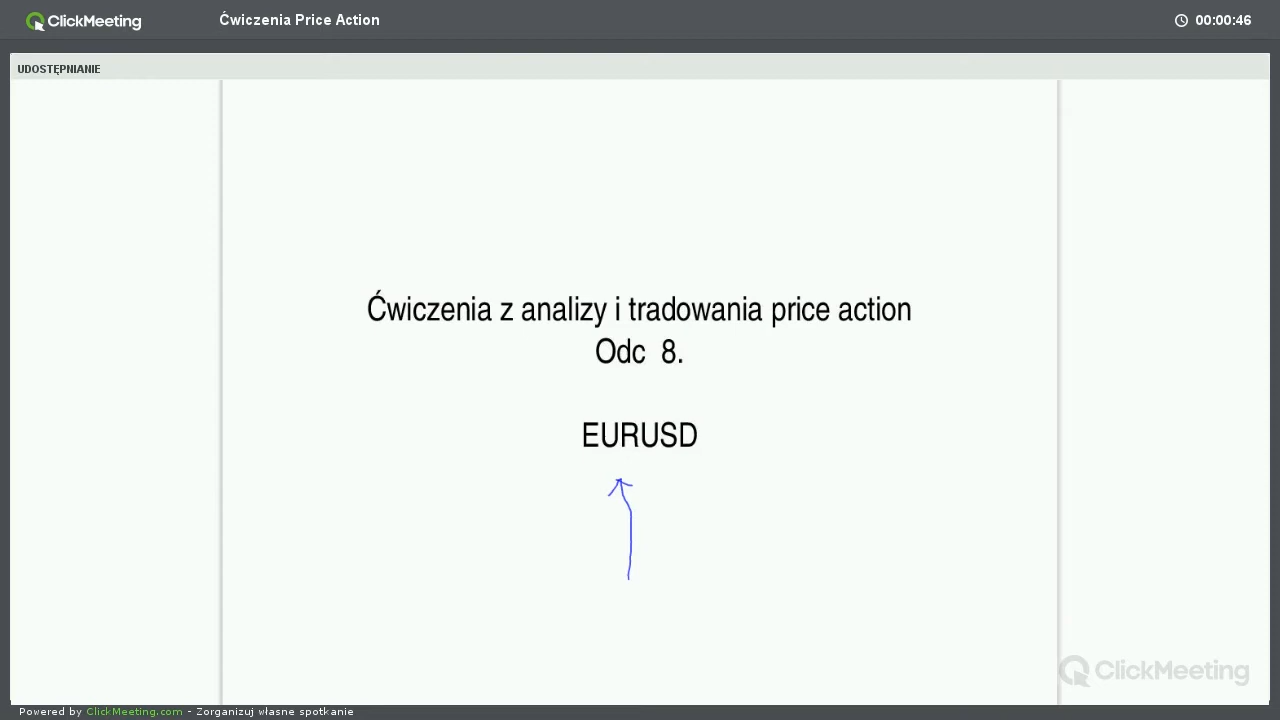 ClickMeeting
Ćwiczenia Price Action
00:00:46
UDOSTĘPNIANIE
Ćwiczenia z analizy i tradowania price action
Odc 8.
EURUSD
ClickMeeting
Powered by ClickMeeting.com - Zorganizuj własne spotkanie